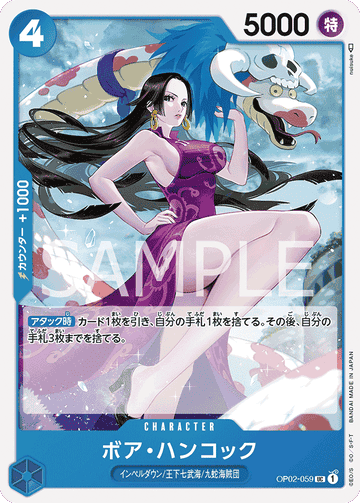 4
5000
特
nutsuke
カウンター +1000
SAMPLE
アタック時 カード1枚を引き、自分の手札1枚を捨てる。その後、自分の
手札3枚までを捨てる。
CHARACTER
ボア・ハンコック
インペルダウン/王下七武海/九蛇海賊団
OP02-059 UC 1
©E.O/S. ©O./S.・F・T BANDAI MADE IN JAPAN